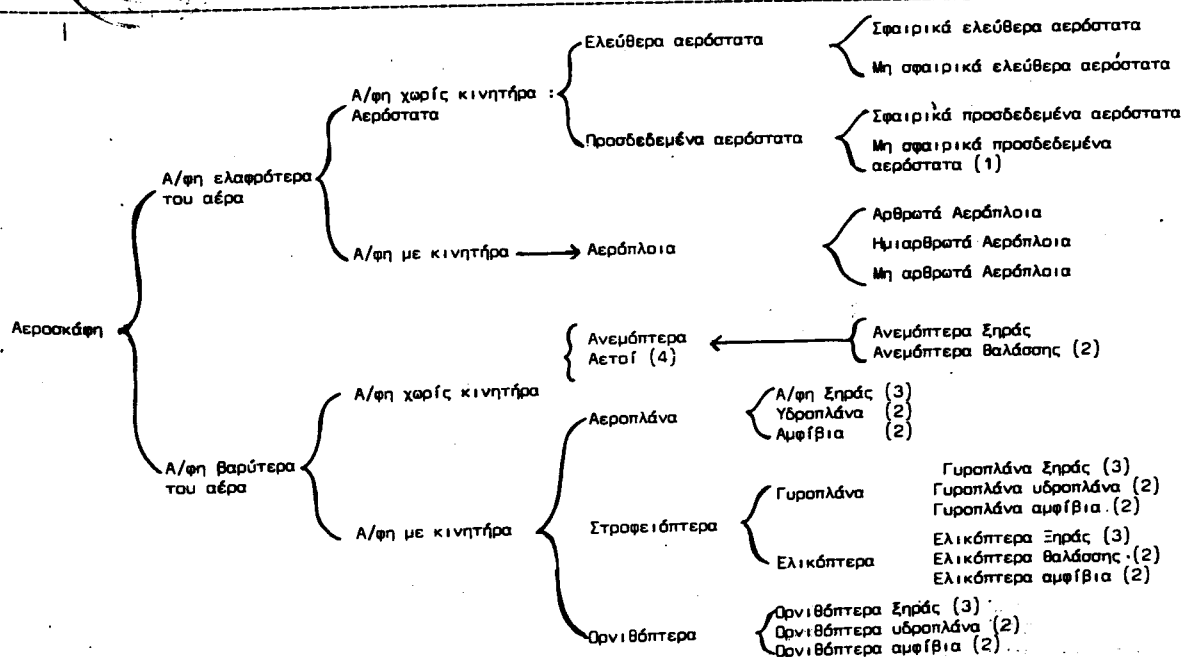 Αεροσκάφη
Α/φη ελαφρότερα
του αέρα
Α/φη χωρίς κινητήρα :
Αερόστατα
Ελεύθερα αερόστατα
Σφαιρικά ελεύθερα αερόστατα
Μη σφαιρικά ελεύθερα αερόστατα
Προσδεδεμένα αερόστατα
Σφαιρικά προσδεδεμένα αερόστατα
Μη σφαιρικά προσδεδεμένα
αερόστατα (1)
Α/φη με κινητήρα
Αερόπλοια
Αρθρωτά Αερόπλοια
Ημιαρθρωτά Αερόπλοια
Μη αρθρωτά Αερόπλοια
Α/φη βαρύτερα
του αέρα
Α/φη χωρίς κινητήρα
Ανεμόπτερα
Αετοί (4)
Ανεμόπτερα ξηράς
Ανεμόπτερα θαλάσσης (2)
Α/φη με κινητήρα
Αεροπλάνα
Α/φη ξηράς (3)
Υδροπλάνα (2)
Αμφίβια (2)
Στροφειόπτερα
Γυροπλάνα
Γυροπλάνα ξηράς (3)
Γυροπλάνα υδροπλάνα (2)
Γυροπλάνα αμφίβια (2)
Ελικόπτερα
Ελικόπτερα Ξηράς (3)
Ελικόπτερα θαλάσσης (2)
Ελικόπτερα αμφίβια (2)
Ορνιθόπτερα
Ορνιθόπτερα ξηράς (3)
Ορνιθόπτερα υδροπλάνα (2)
Ορνιθόπτερα αμφίβια (2)